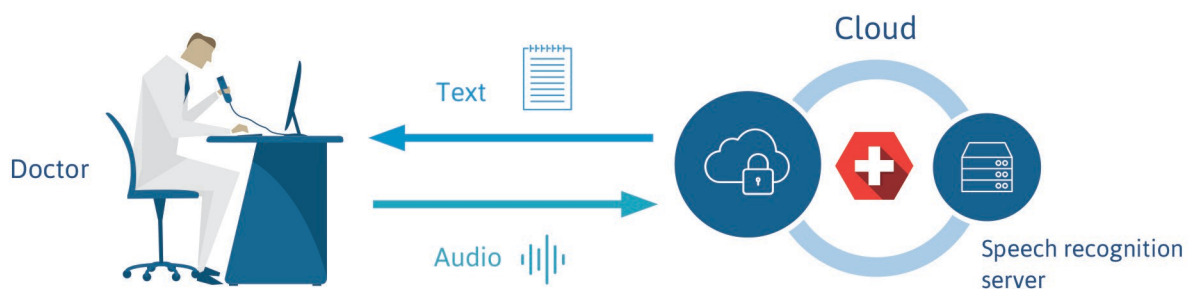 Cloud
Text
Doctor
Audio
Speech recognition
server